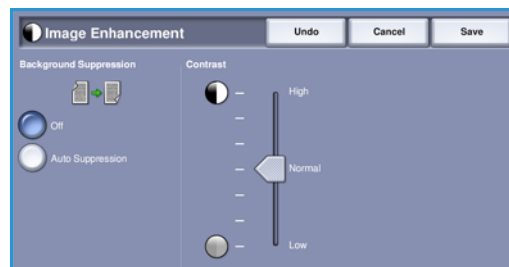 Image Enhancement
Undo
Cancel
Save
Background Suppression
Off
Auto Suppression
Contrast
High
Normal
Low